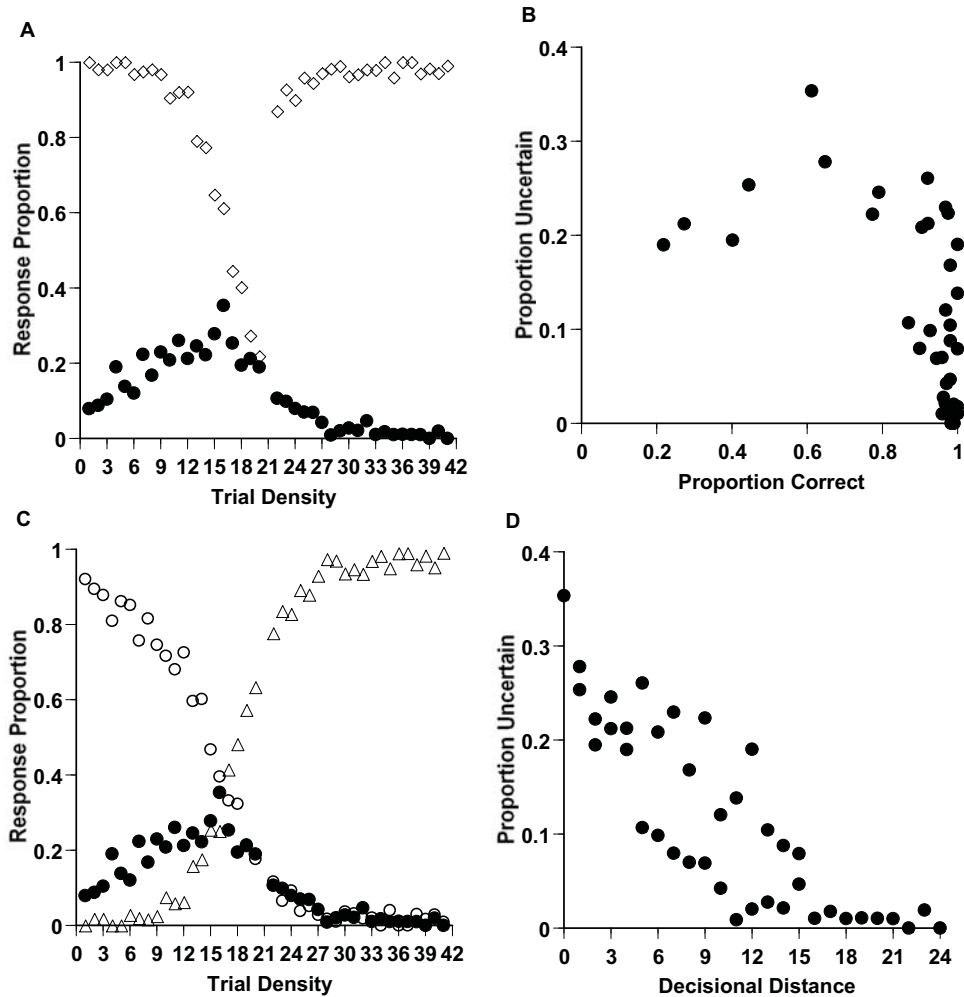 A
Response Proportion
1
0.8
0.6
0.4
0.2
0
0 3 6 9 12 15 18 21 24 27 30 33 36 39 42
Trial Density
B
Proportion Uncertain
0.4
0.3
0.2
0.1
0
0 0.2 0.4 0.6 0.8 1
Proportion Correct
C
Response Proportion
1
0.8
0.6
0.4
0.2
0
0 3 6 9 12 15 18 21 24 27 30 33 36 39 42
Trial Density
D
Proportion Uncertain
0.4
0.3
0.2
0.1
0
0 3 6 9 12 15 18 21 24
Decisional Distance